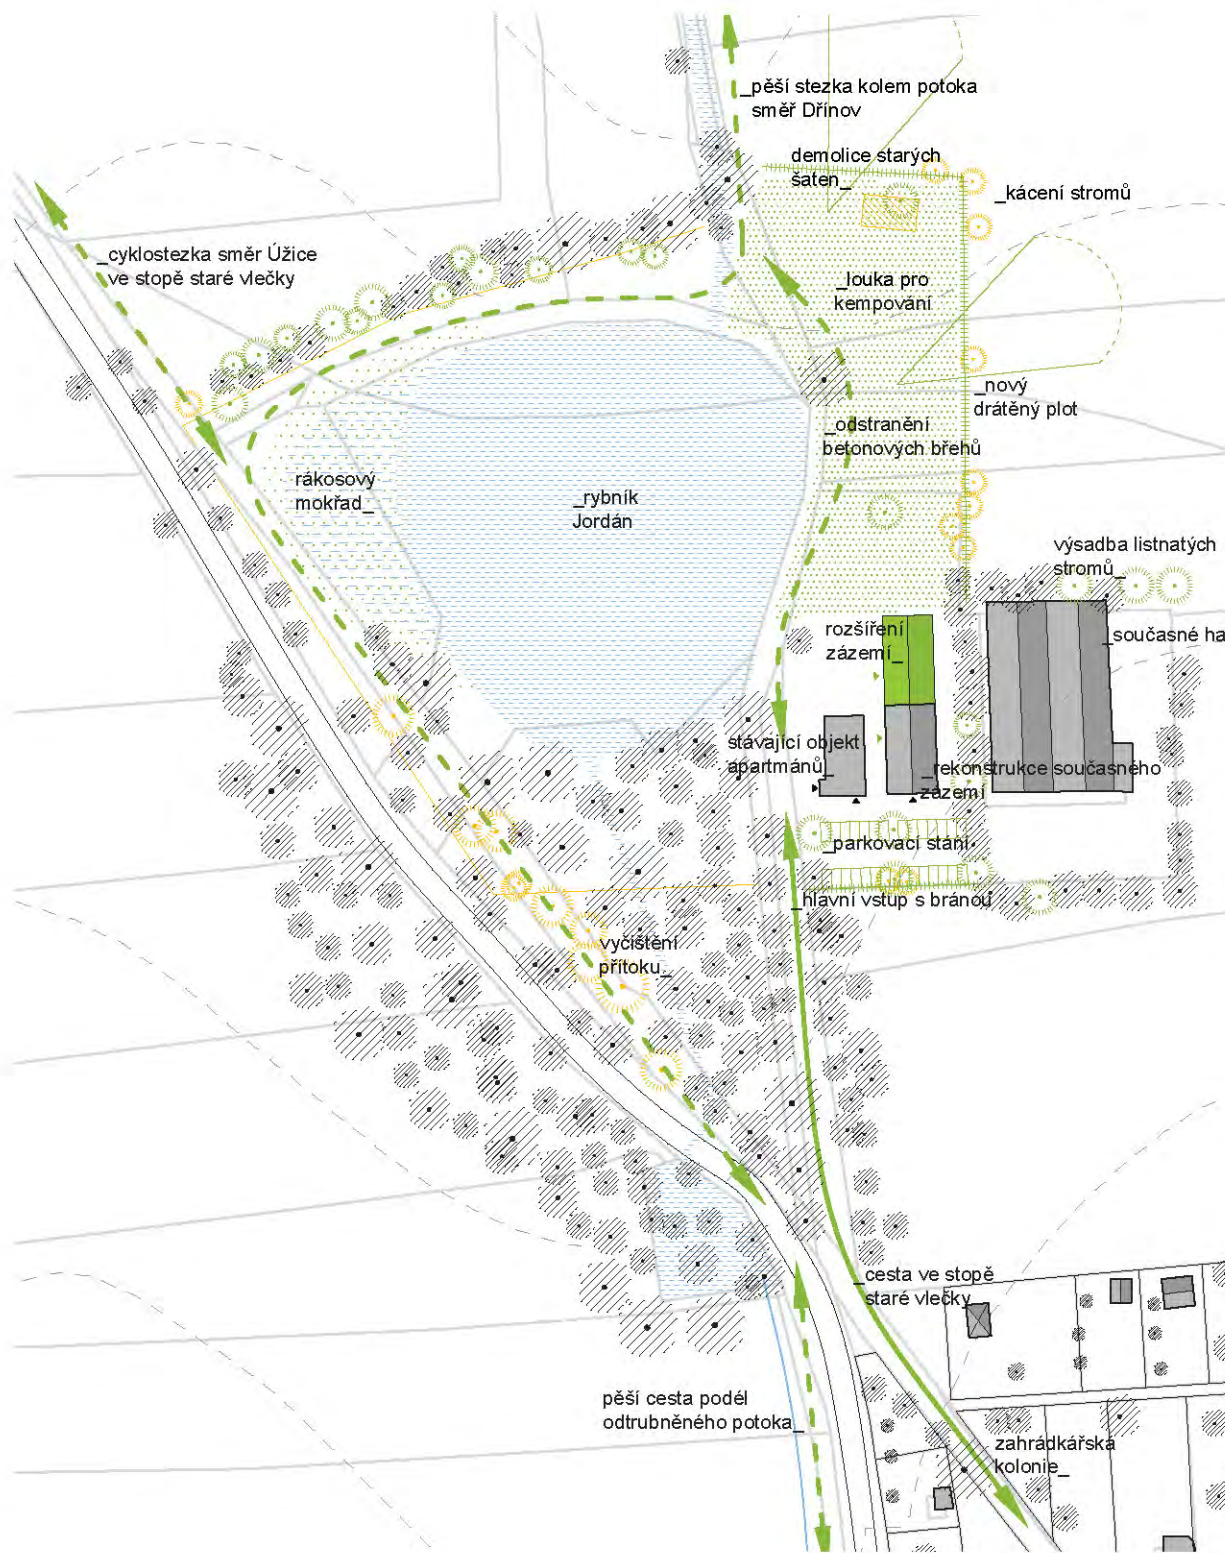 _pěší stezka kolem potoka
směř Dřínov
demolice starých
šaten_
_kácení stromů
_cyklostezka směr Úžice
ve stopě staré vlečky
_louka pro
kempování
_nový
drátěný plot
_odstranění
betonových břehů
rákosový
mokřad_
_rybník
Jordán
výsadba listnatých
stromů_
rozšíření
zázemí_
_současné ha
stávající objekt
apartmánů_
_rekonstrukce současného
zázemí
_parkovací stání
_hlavní vstup s bránou
vyčištění
přítoku_
_cesta ve stopě
staré vlečky_
pěší cesta podél
odtrubněného potoka_
zahrádkářská
kolonie_